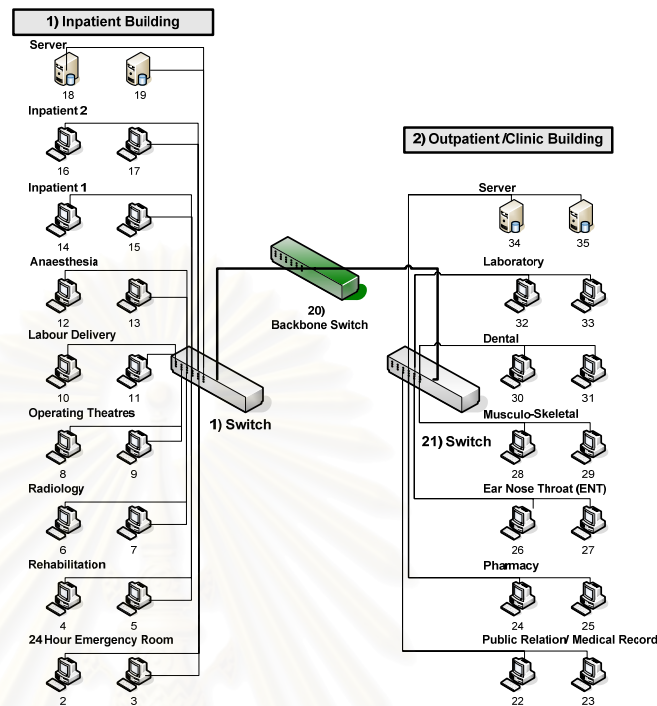 1) Inpatient Building
Server
18 19
Inpatient 2
16 17
Inpatient 1
14 15
Anaesthesia
12 13
Labour Delivery
10 11
Operating Theatres
8 9
Radiology
6 7
Rehabilitation
4 5
24 Hour Emergency Room
2 3
1) Switch
20)
Backbone Switch
2) Outpatient /Clinic Building
Server
34 35
Laboratory
32 33
Dental
30 31
Musculo-Skeletal
28 29
Ear Nose Throat (ENT)
26 27
Pharmacy
24 25
Public Relation/ Medical Record
22 23
21) Switch